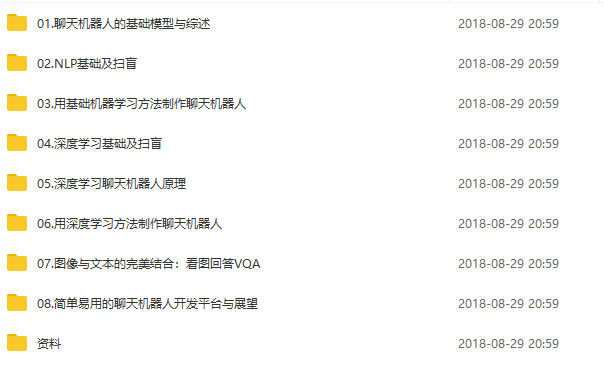 01.聊天机器人的基础模型与综述 2018-08-29 20:59
02.NLP基础及扫盲 2018-08-29 20:59
03.用基础机器学习方法制作聊天机器人 2018-08-29 20:59
04.深度学习基础及扫盲 2018-08-29 20:59
05.深度学习聊天机器人原理 2018-08-29 20:59
06.用深度学习方法制作聊天机器人 2018-08-29 20:59
07.图像与文本的完美结合：看图回答VQA 2018-08-29 20:59
08.简单易用的聊天机器人开发平台与展望 2018-08-29 20:59
资料 2018-08-29 20:59